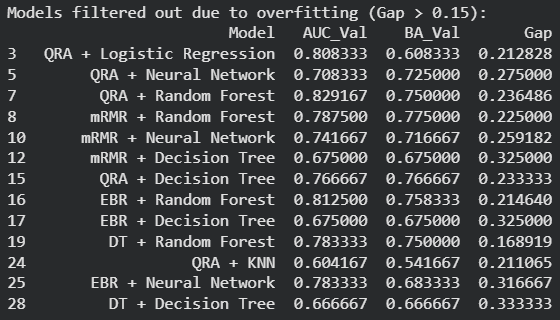 Models filtered out due to overfitting (Gap > 0.15):
Model AUC_Val BA_Val Gap
3 QRA + Logistic Regression 0.808333 0.608333 0.212828
5 QRA + Neural Network 0.708333 0.725000 0.275000
7 QRA + Random Forest 0.829167 0.750000 0.236486
8 mRMR + Random Forest 0.787500 0.775000 0.225000
10 mRMR + Neural Network 0.741667 0.716667 0.259182
12 mRMR + Decision Tree 0.675000 0.675000 0.325000
15 QRA + Decision Tree 0.766667 0.766667 0.233333
16 EBR + Random Forest 0.812500 0.758333 0.214640
17 EBR + Decision Tree 0.675000 0.675000 0.325000
19 DT + Random Forest 0.783333 0.750000 0.168919
24 QRA + KNN 0.604167 0.541667 0.211065
25 EBR + Neural Network 0.783333 0.683333 0.316667
28 DT + Decision Tree 0.666667 0.666667 0.333333